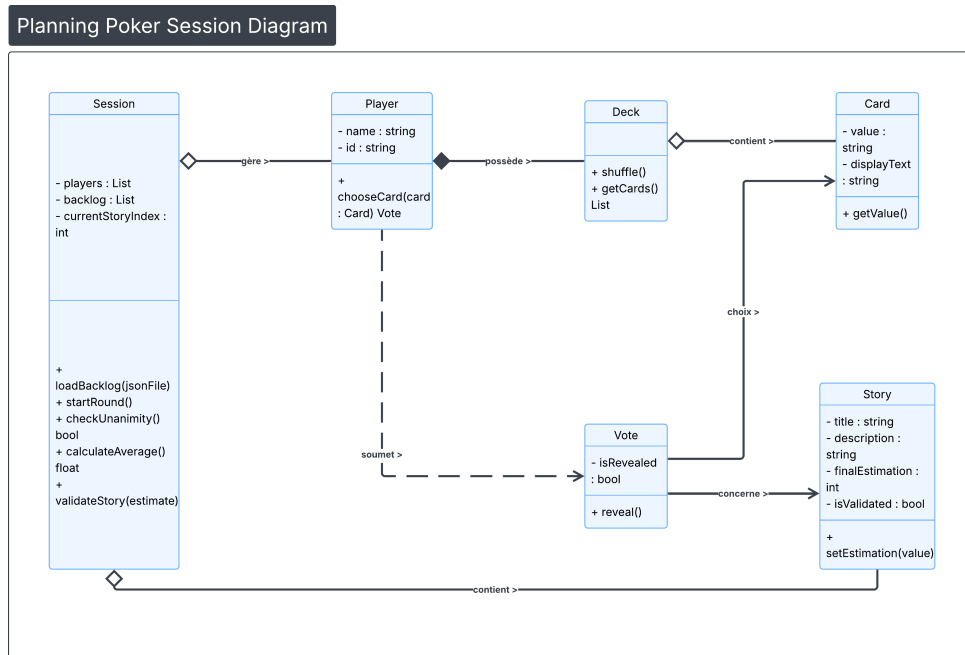 Planning Poker Session Diagram
Session
- players : List
- backlog : List
- currentStoryIndex :
int
+
loadBacklog(jsonFile)
+ startRound()
+ checkUnanimity()
bool
+ calculateAverage()
float
+
validateStory(estimate)
gère >
Player
- name : string
- id : string
+
chooseCard(card
: Card) Vote
possède >
Deck
+ shuffle()
+ getCards()
List
contient >
Card
- value :
string
- displayText
: string
+ getValue()
choix >
soumet >
Vote
- isRevealed
: bool
+ reveal()
concerne >
Story
- title : string
- description :
string
- finalEstimation :
int
- isValidated : bool
+
setEstimation(value)
contient >